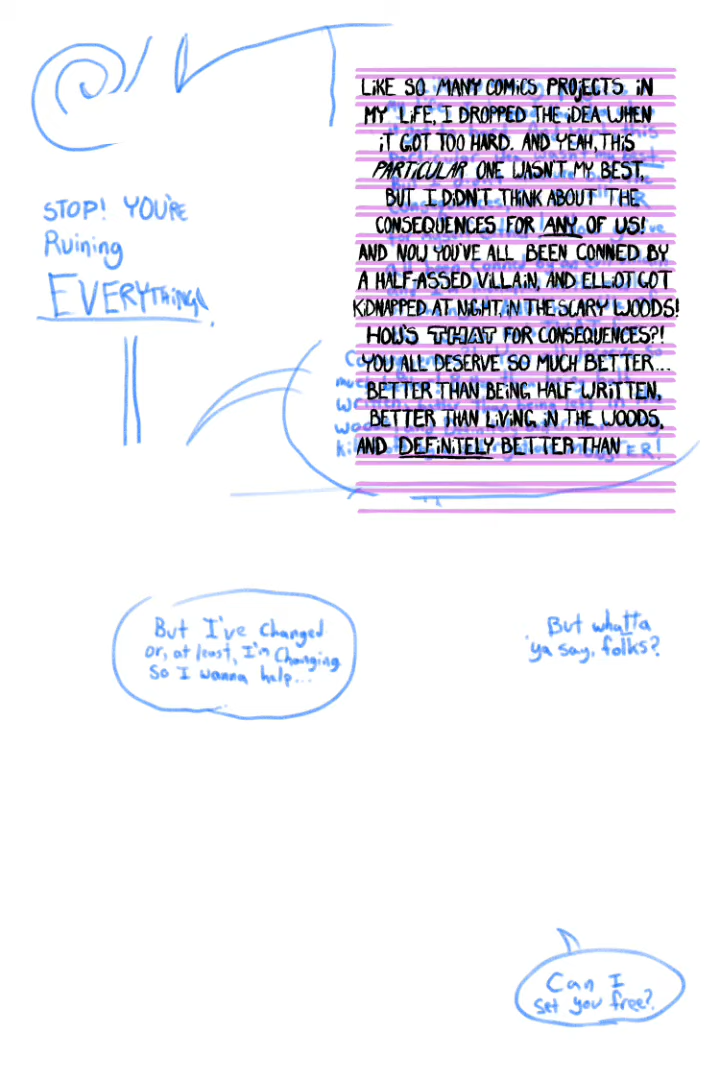 STOP! YOU'RE
Ruining
EVERYTHING!
LiKE SO MANY COMiCS PROJECTS iN
MY LiFE, I DROPPED THE iDEA WHEN
iT GOT TOO HARD. AND YEAH, THiS
PARTiCULAR ONE WASN'T MY BEST,
BUT I DiDN'T THiNK ABOUT THE
CONSEQUENCES FOR ANY OF US!
AND NOW YOU'VE ALL BEEN CONNED BY
A HALF-ASSED ViLLAiN, AND ELLiOT GOT
KiDNAPPED AT NiGHT, iN THE SCARY WOODS!
HOW'S THAT FOR CONSEQUENCES?!
YOU ALL DESERVE SO MUCH BETTER...
BETTER THAN BEiNG HALF WRiTTEN,
BETTER THAN LiViNG iN THE WOODS,
AND DEFiNiTELY BETTER THAN
But I've Changed
or, at least, I'm Changing
So I wanna help...
But whatta
'ya say, folks?
Can I
set you free?